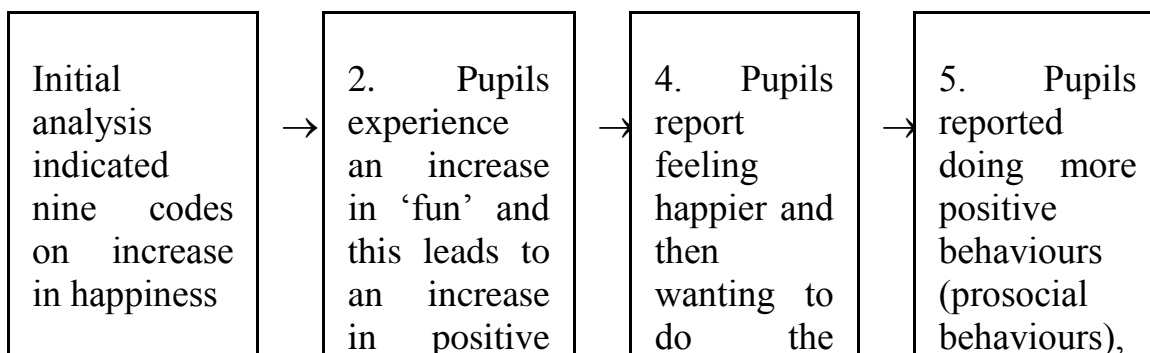 Initial
analysis
indicated
nine codes
on increase
in happiness
→
2. Pupils
experience
an increase
in ‘fun’ and
this leads to
an increase
in positive
→
4. Pupils
report
feeling
happier and
then
wanting to
do the
→
5. Pupils
reported
doing more
positive
behaviours
(prosocial
behaviours),